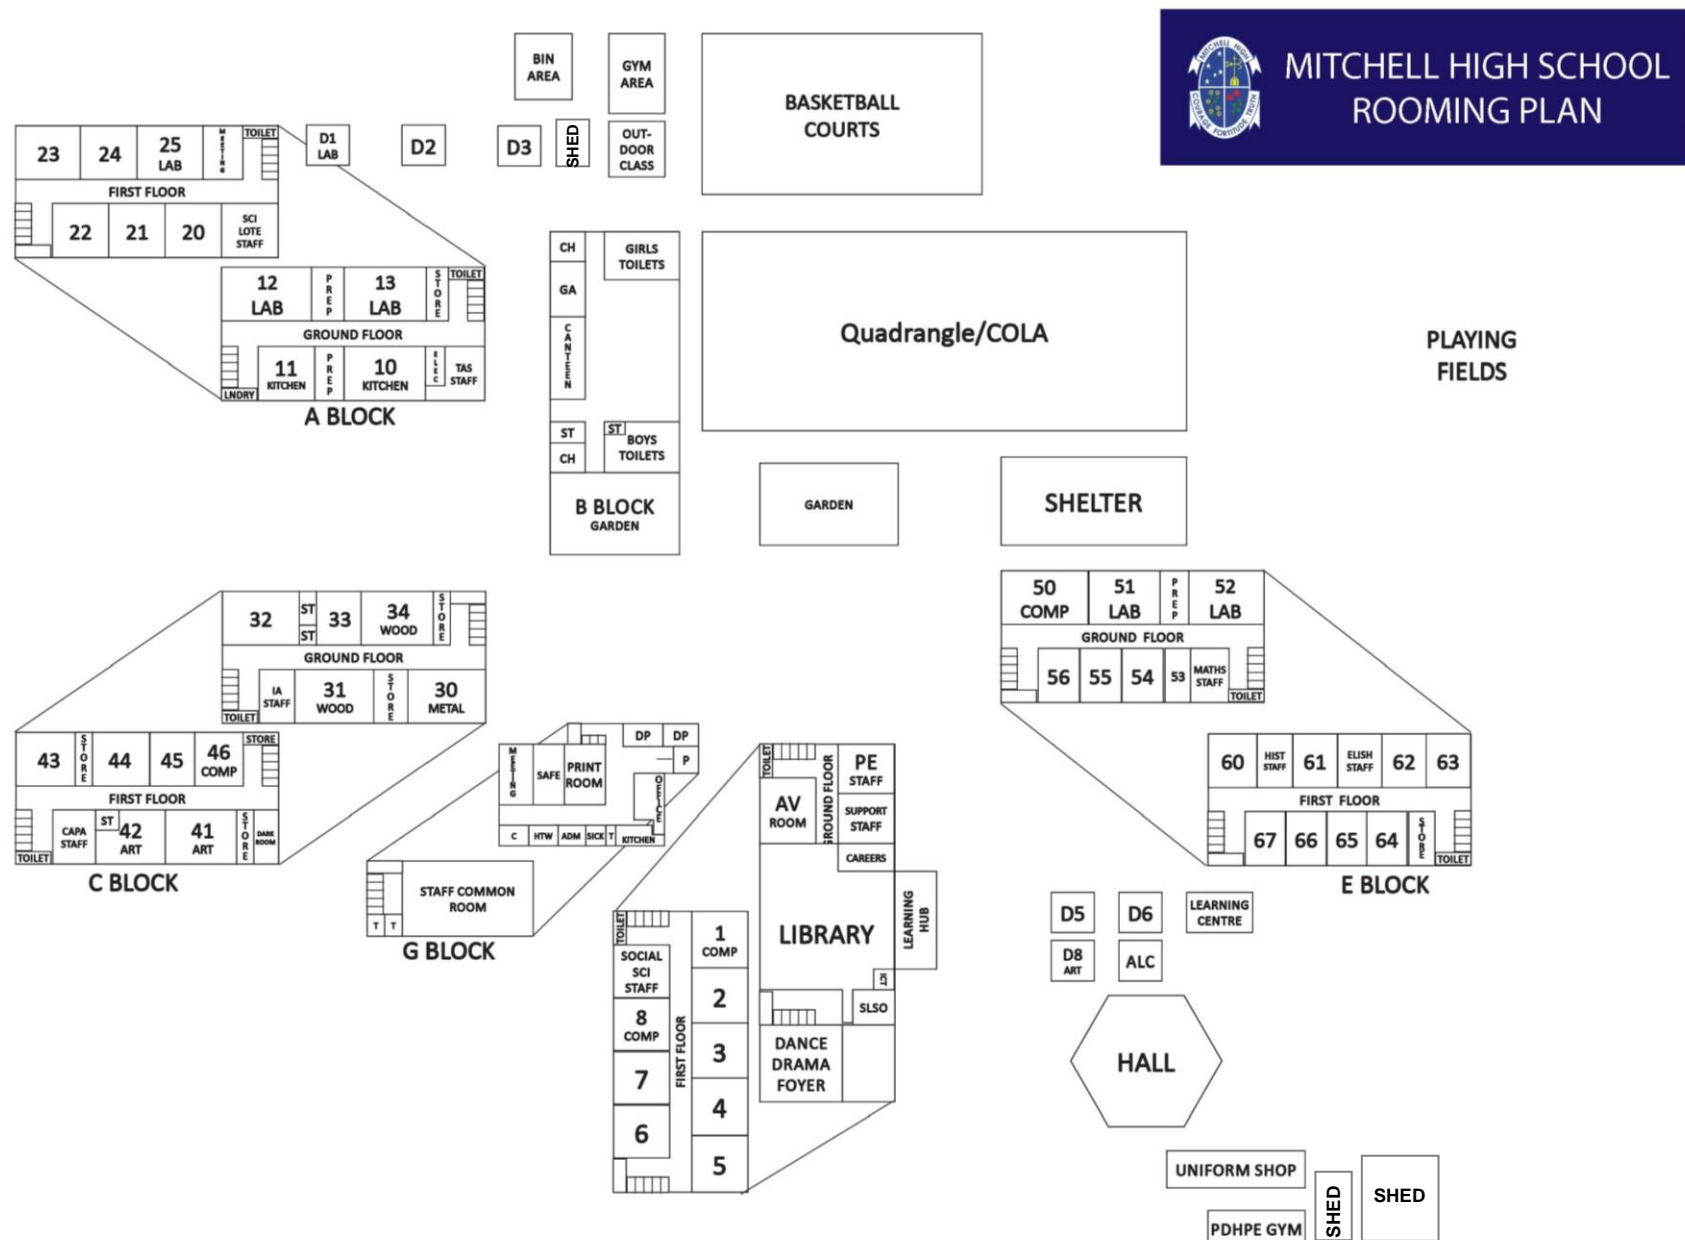 MITCHELL HIGH SCHOOL
ROOMING PLAN
MITCHELL HIGH
COURAGE FORTITUDE TRUTH
BIN
AREA
GYM
AREA
BASKETBALL
COURTS
D1
LAB
D2
D3
SHED
OUT-
DOOR
CLASS
23
24
25
LAB
MEETING
TOILET
FIRST FLOOR
22
21
20
SCI
LOTE
STAFF
12
LAB
PREP
13
LAB
STORE
TOILET
GROUND FLOOR
LNDRY
11
KITCHEN
PREP
10
KITCHEN
ELEC
TAS
STAFF
A BLOCK
CH
GIRLS
TOILETS
GA
CANTEEN
ST
CH
ST
BOYS
TOILETS
B BLOCK
GARDEN
Quadrangle/COLA
PLAYING
FIELDS
GARDEN
SHELTER
32
ST
ST
33
34
WOOD
STORE
GROUND FLOOR
TOILET
IA
STAFF
31
WOOD
STORE
30
METAL
43
STORE
44
45
46
COMP
STORE
FIRST FLOOR
TOILET
CAPA
STAFF
ST
42
ART
41
ART
STORE
DARK
ROOM
C BLOCK
MEETING
SAFE
PRINT
ROOM
DP
DP
P
OFFICE
C
HTW
ADM
SICK
T
KITCHEN
STAFF COMMON
ROOM
T
T
G BLOCK
TOILET
GROUND FLOOR
PE
STAFF
AV
ROOM
SUPPORT
STAFF
CAREERS
LIBRARY
LEARNING
HUB
ICT
SLSO
DANCE
DRAMA
FOYER
TOILET
SOCIAL
SCI
STAFF
8
COMP
7
6
FIRST FLOOR
1
COMP
2
3
4
5
50
COMP
51
LAB
PREP
52
LAB
GROUND FLOOR
56
55
54
53
MATHS
STAFF
TOILET
60
HIST
STAFF
61
ELISH
STAFF
62
63
FIRST FLOOR
67
66
65
64
STORE
TOILET
E BLOCK
D5
D6
LEARNING
CENTRE
D8
ART
ALC
HALL
UNIFORM SHOP
PDHPE GYM
SHED
SHED